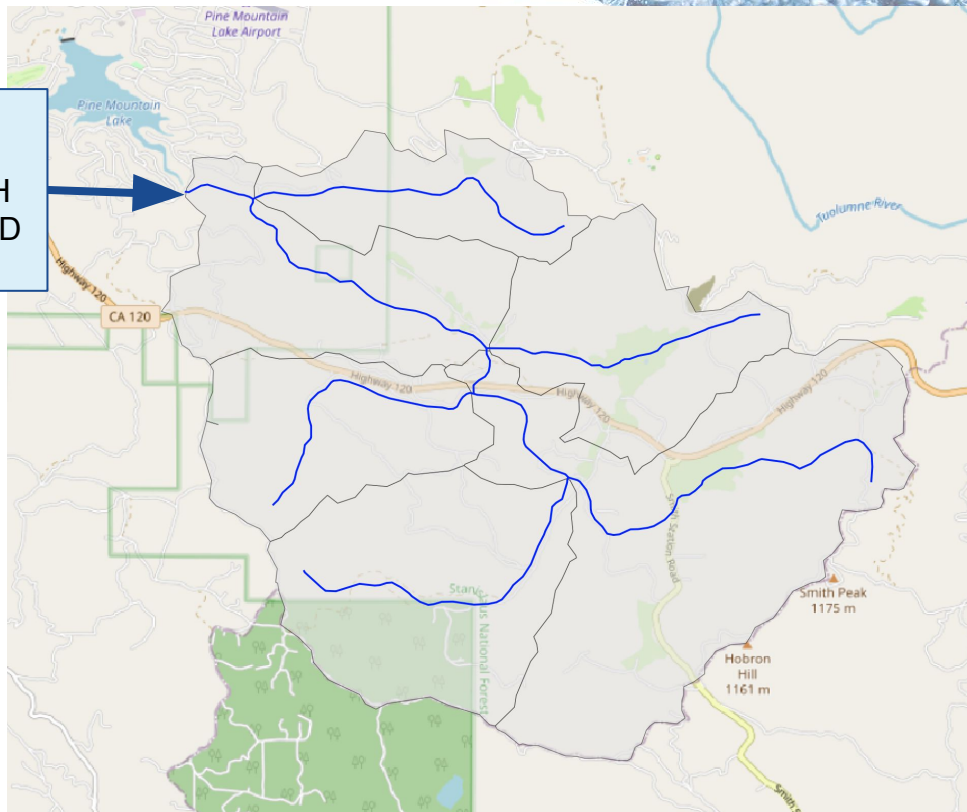 Pine Mountain
Lake Airport
Pine Mountain
Lake
H
D
Tuolumne River
Highway 120
CA 120
Highway 120
Highway 120
Highway 120
Smith Station Road
Stanislaus National Forest
Smith Peak
1175 m
Hobron
Hill
1161 m
Smith S